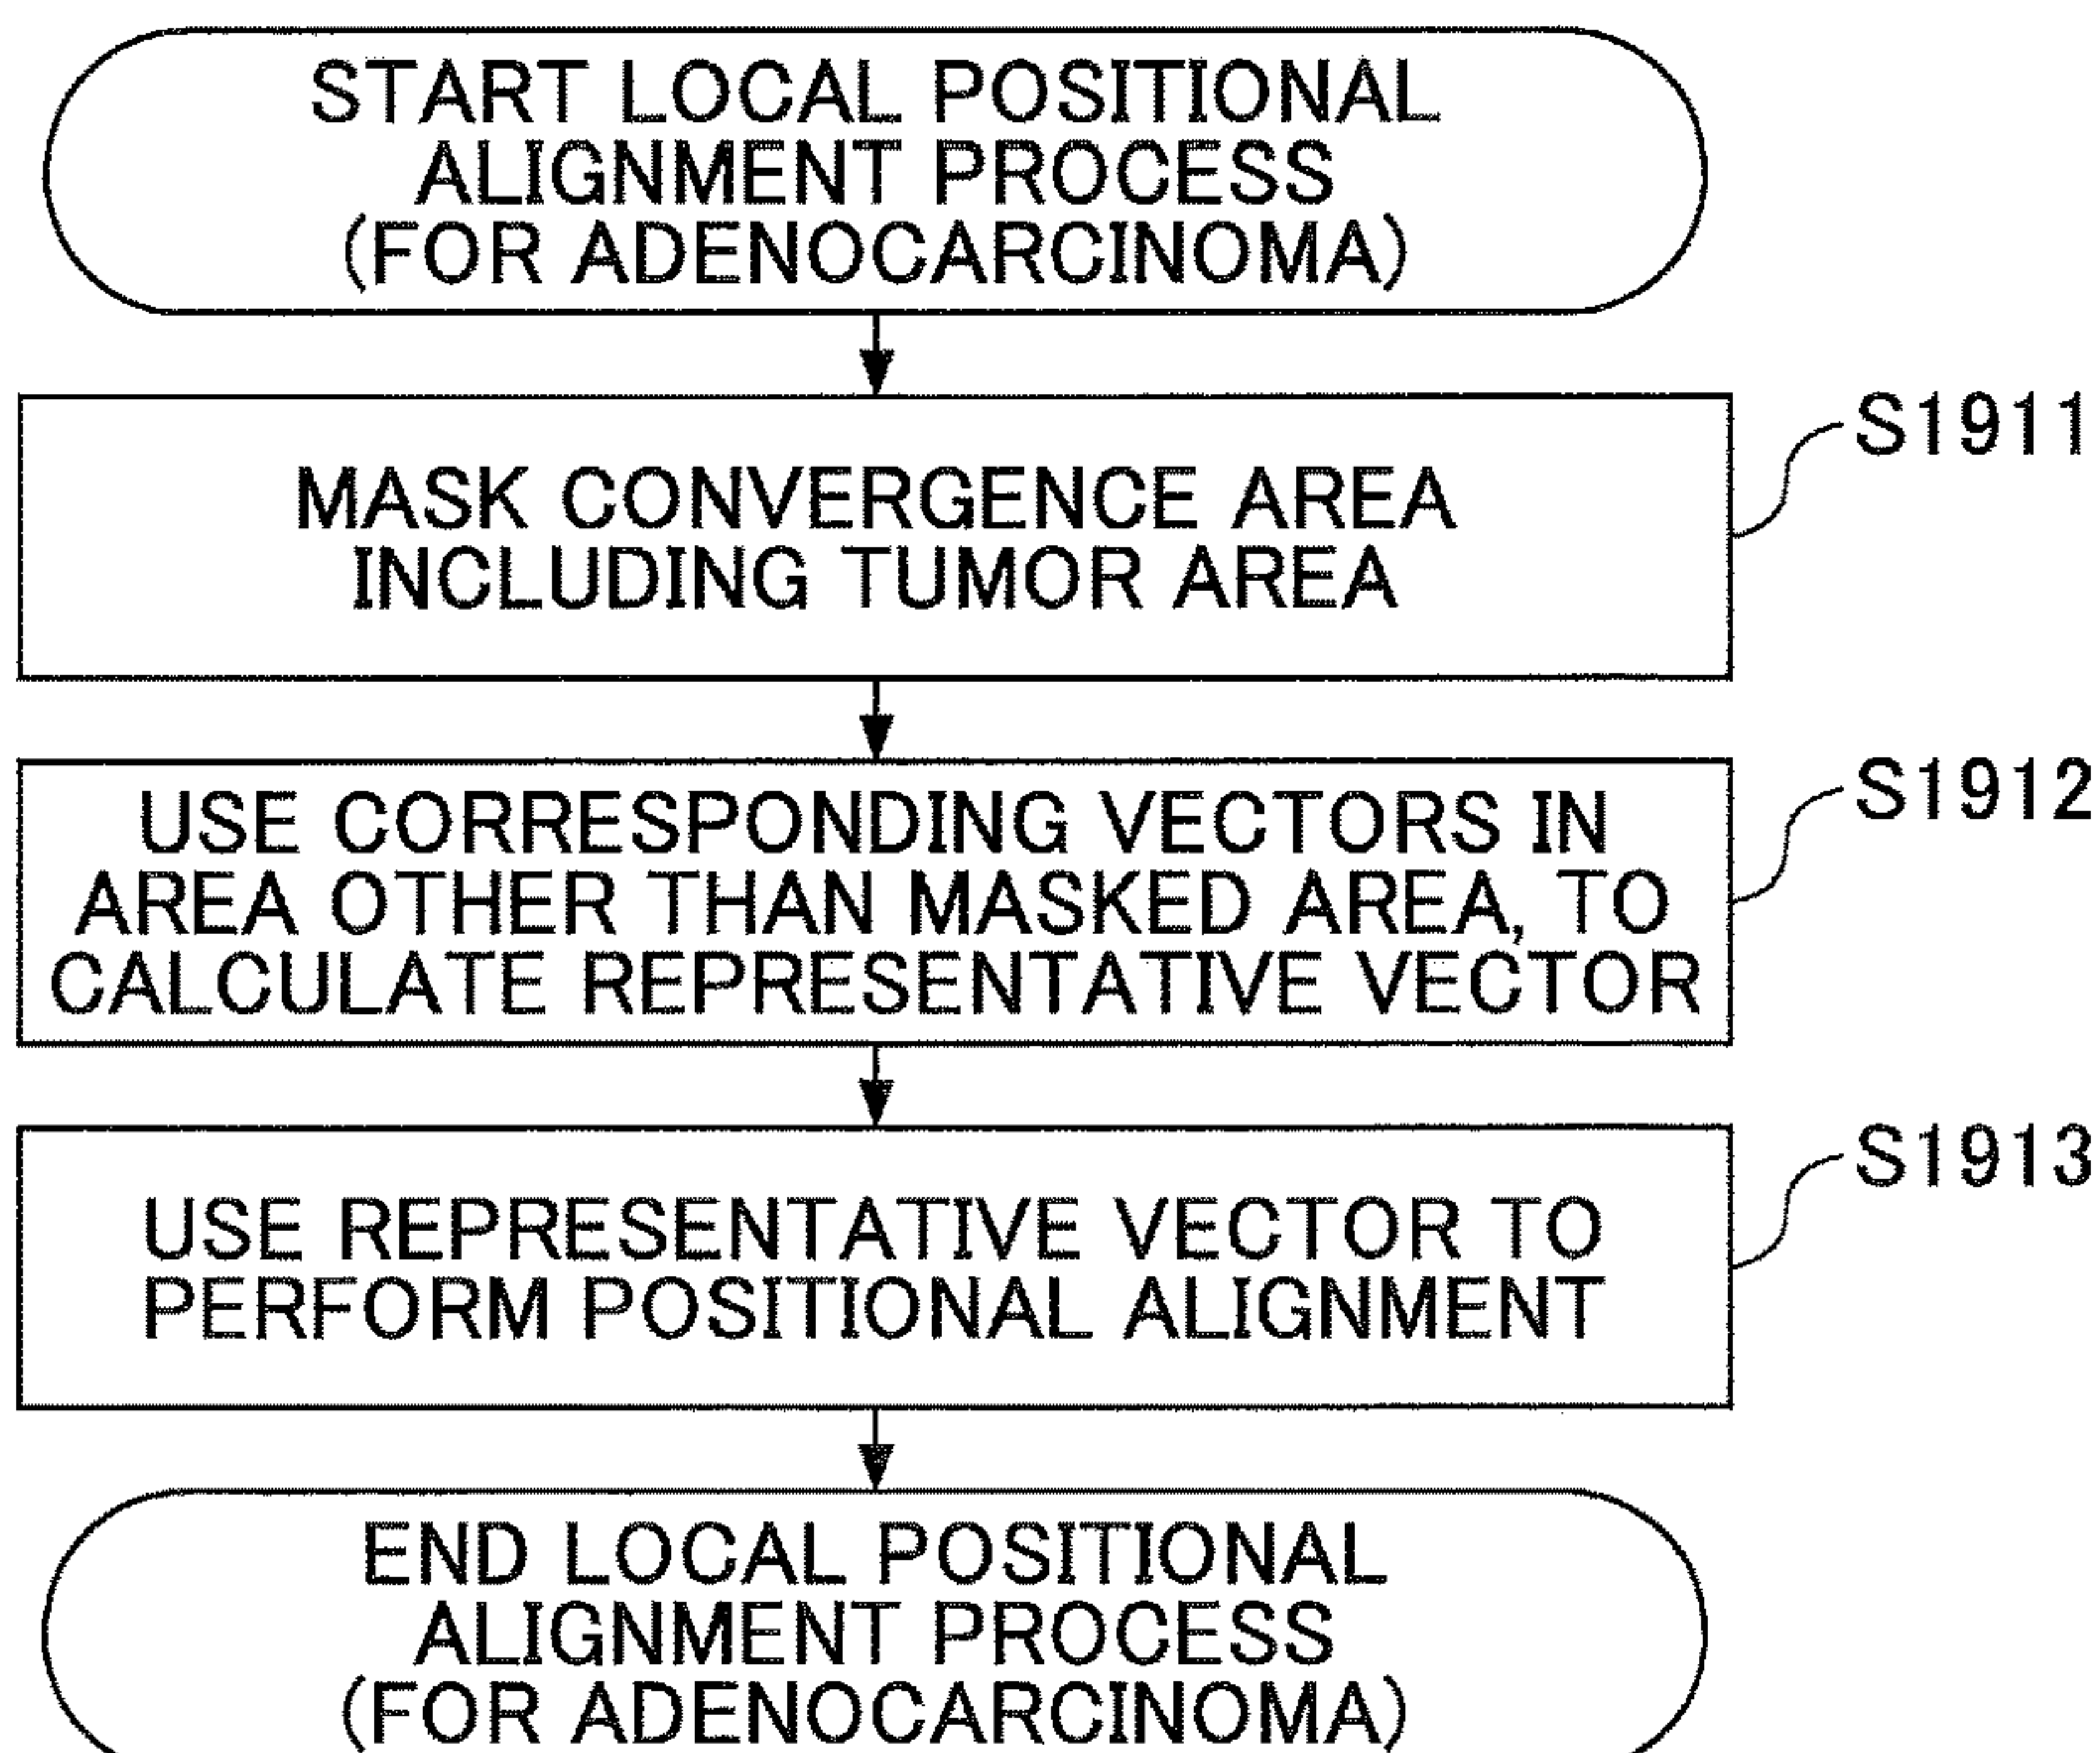 START LOCAL POSITIONAL
ALIGNMENT PROCESS
(FOR ADENOCARCINOMA)
S1911
MASK CONVERGENCE AREA
INCLUDING TUMOR AREA
S1912
USE CORRESPONDING VECTORS IN
AREA OTHER THAN MASKED AREA, TO
CALCULATE REPRESENTATIVE VECTOR
S1913
USE REPRESENTATIVE VECTOR TO
PERFORM POSITIONAL ALIGNMENT
END LOCAL POSITIONAL
ALIGNMENT PROCESS
(FOR ADENOCARCINOMA)